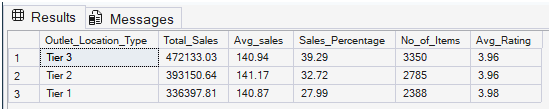 Results Messages
Outlet_Location_Type Total_Sales Avg_sales Sales_Percentage No_of_Items Avg_Rating
1 Tier 3 472133.03 140.94 39.29 3350 3.96
2 Tier 2 393150.64 141.17 32.72 2785 3.96
3 Tier 1 336397.81 140.87 27.99 2388 3.98